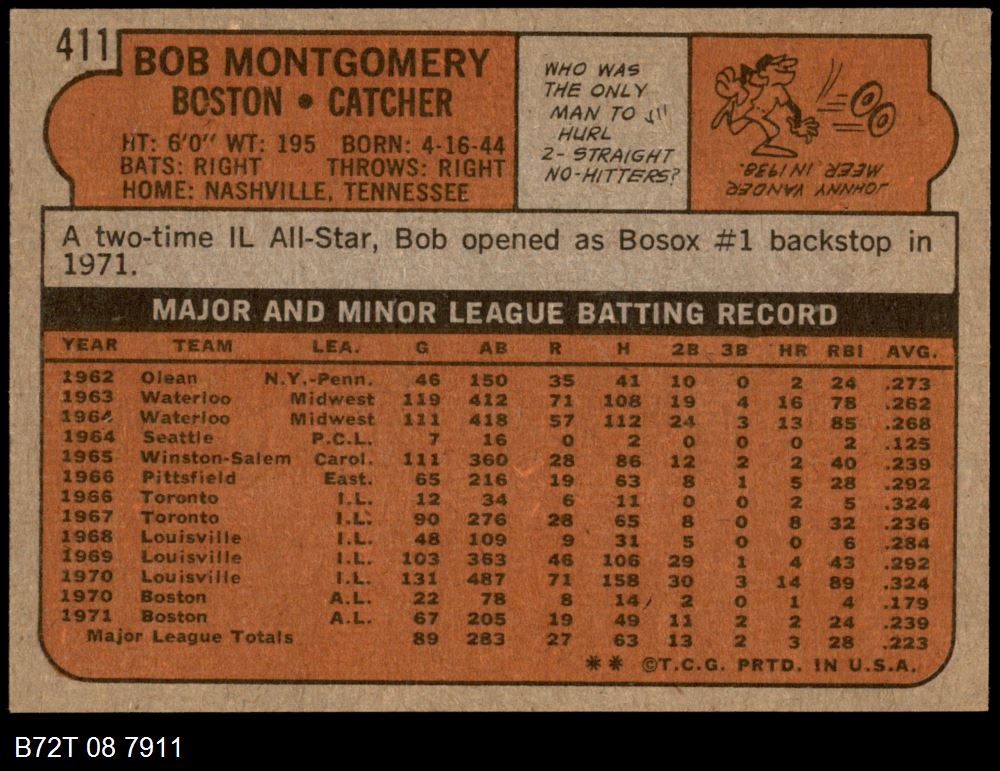 411
BOB MONTGOMERY
BOSTON • CATCHER
HT: 6'0" WT: 195 BORN: 4-16-44
BATS: RIGHT THROWS: RIGHT
HOME: NASHVILLE, TENNESSEE
WHO WAS
THE ONLY
MAN TO
HURL
2-STRAIGHT
NO-HITTERS?
JOHNNY VANDER
MEER IN 1938.
A two-time IL All-Star, Bob opened as Bosox #1 backstop in
1971.
MAJOR AND MINOR LEAGUE BATTING RECORD
YEAR TEAM LEA. G AB R H 2B 3B HR RBI AVG.
1962 Olean N.Y.-Penn. 46 150 35 41 10 0 2 24 .273
1963 Waterloo Midwest 119 412 71 108 19 4 16 78 .262
1964 Waterloo Midwest 111 418 57 112 24 3 13 85 .268
1964 Seattle P.C.L. 7 16 0 2 0 0 0 2 .125
1965 Winston-Salem Carol. 111 360 28 86 12 2 2 40 .239
1966 Pittsfield East. 65 216 19 63 8 1 5 28 .292
1966 Toronto I.L. 12 34 6 11 0 0 2 5 .324
1967 Toronto I.L. 90 276 28 65 8 0 8 32 .236
1968 Louisville I.L. 48 109 9 31 5 0 0 6 .284
1969 Louisville I.L. 103 363 46 106 29 1 4 43 .292
1970 Louisville I.L. 131 487 71 158 30 3 14 89 .324
1970 Boston A.L. 22 78 8 14 2 0 1 4 .179
1971 Boston A.L. 67 205 19 49 11 2 2 24 .239
Major League Totals 89 283 27 63 13 2 3 28 .223
** ©T.C.G. PRTD. IN U.S.A.
B72T 08 7911